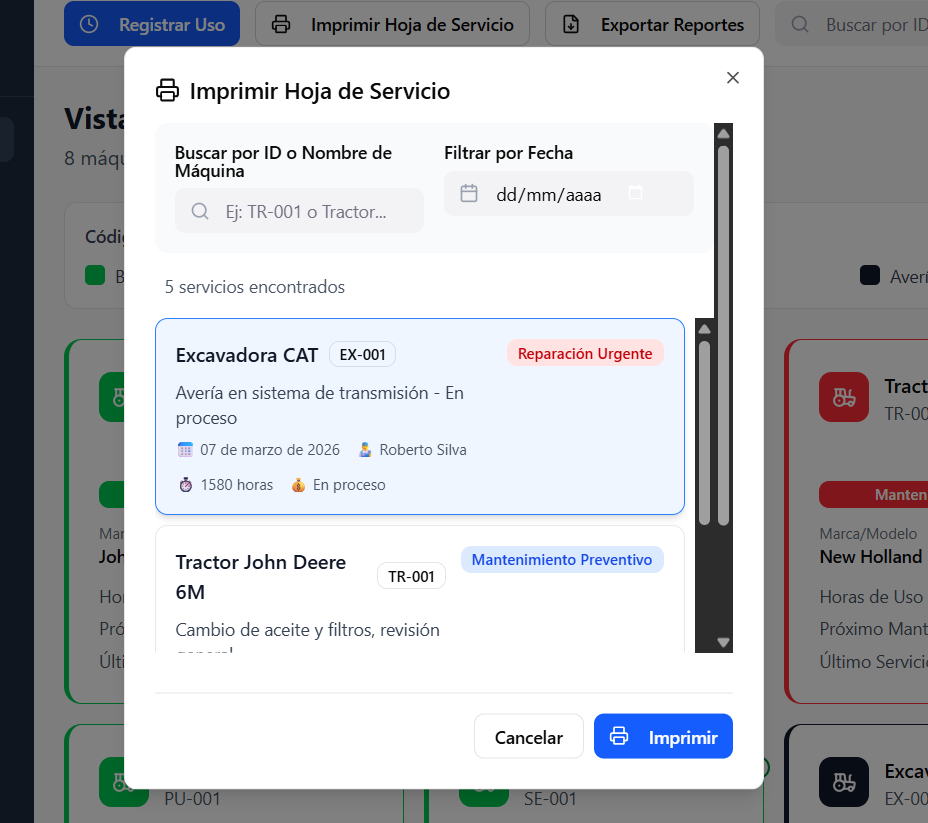 Registrar Uso
Imprimir Hoja de Servicio
Exportar Reportes
Buscar por ID
Imprimir Hoja de Servicio
Vista
8 máqu
Buscar por ID o Nombre de
Máquina
Filtrar por Fecha
Ej: TR-001 o Tractor...
dd/mm/aaaa
Códig
B
Averí
5 servicios encontrados
Excavadora CAT
EX-001
Reparación Urgente
Avería en sistema de transmisión - En
proceso
07 de marzo de 2026
Roberto Silva
1580 horas
En proceso
Tract
TR-00
Manten
Mar
Joh
Hor
Pró
Últi
Marca/Modelo
New Holland
Horas de Uso
Próximo Mant
Último Servicio
Tractor John Deere
6M
TR-001
Mantenimiento Preventivo
Cambio de aceite y filtros, revisión
general
Cancelar
Imprimir
PU-001
SE-001
Excav
EX-00